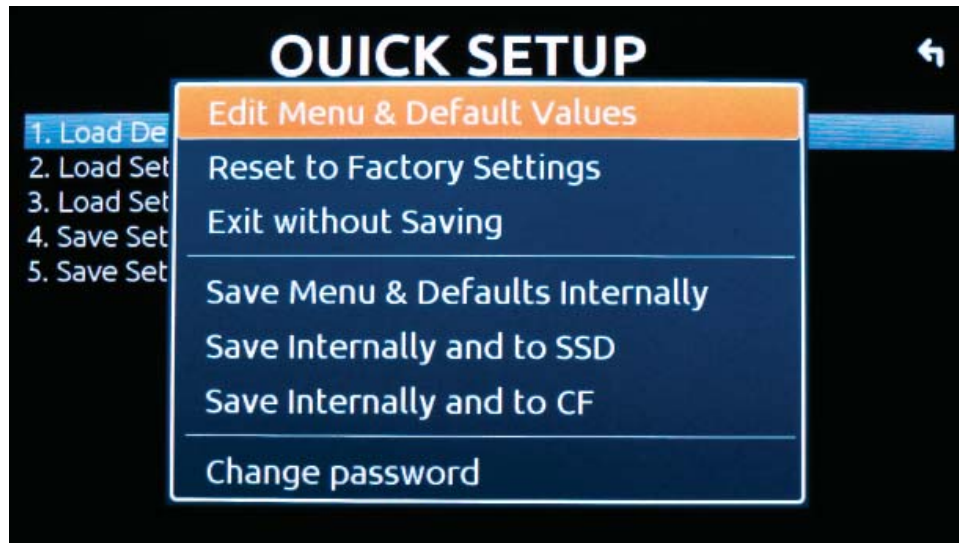 QUICK SETUP
1. Load De
2. Load Set
3. Load Set
4. Save Set
5. Save Set
Edit Menu & Default Values
Reset to Factory Settings
Exit without Saving
Save Menu & Defaults Internally
Save Internally and to SSD
Save Internally and to CF
Change password